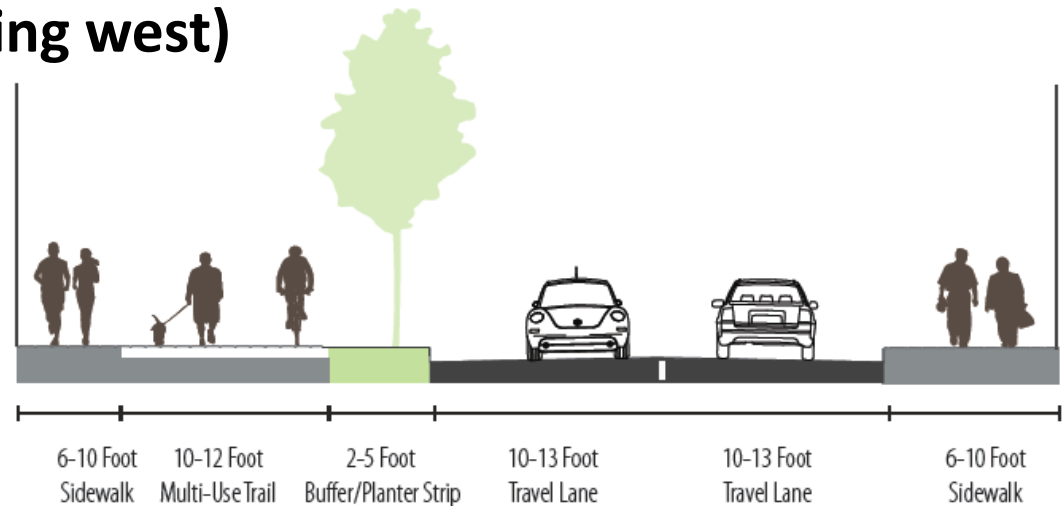 ing west)
6-10 Foot 10-12 Foot 2-5 Foot 10-13 Foot 10-13 Foot 6-10 Foot
Sidewalk Multi-Use Trail Buffer/Planter Strip Travel Lane Travel Lane Sidewalk